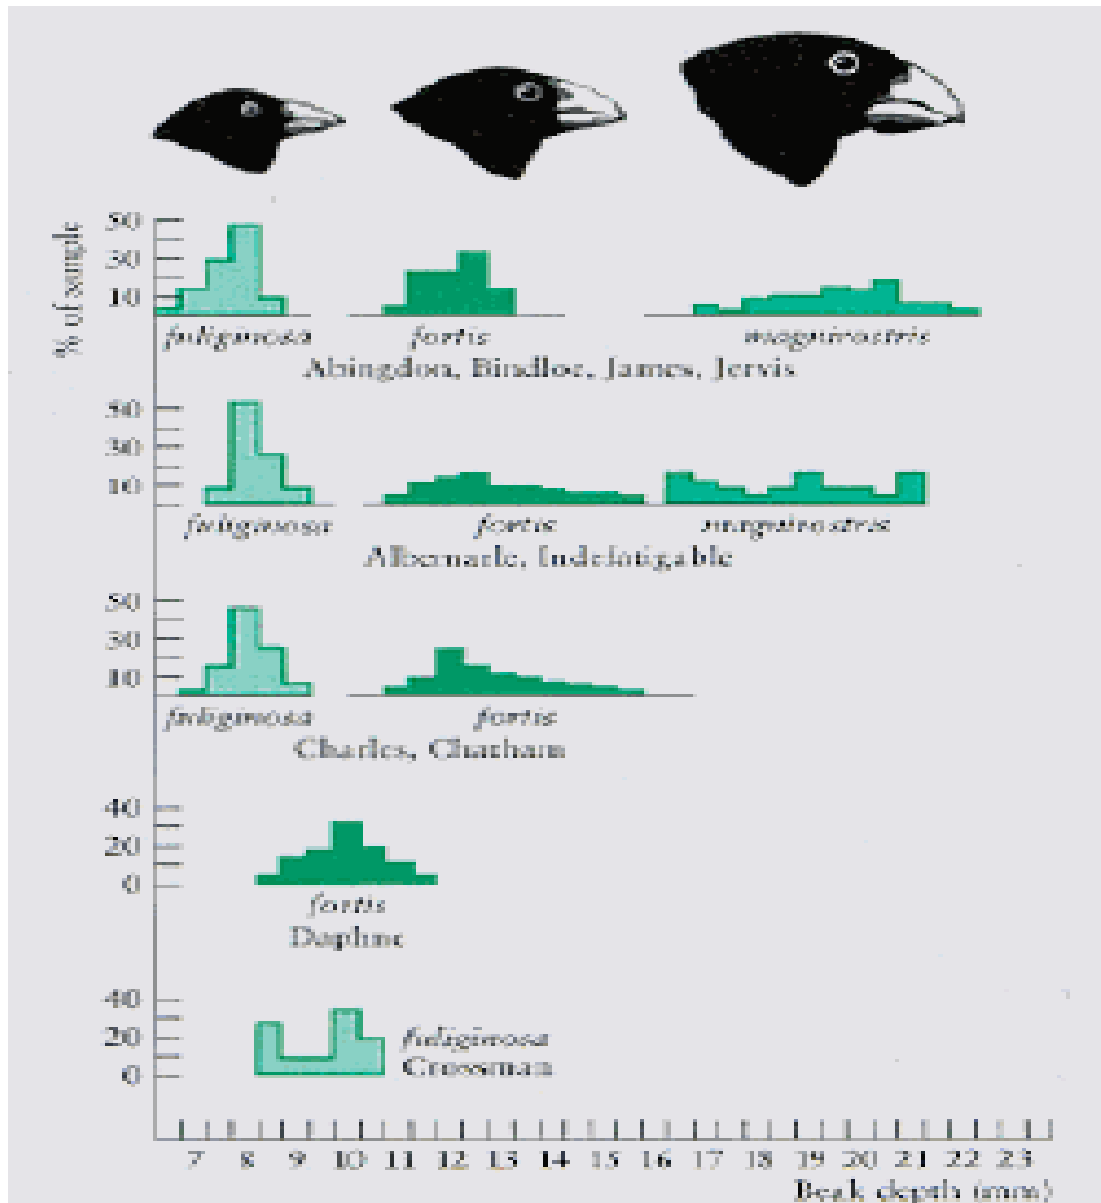 % of sample
50
30
10
fuliginosa fortis magnirostris
Abingdon, Bindloe, James, Jervis
50
30
10
fuliginosa fortis magnirostris
Albemarle, Indefatigable
50
30
10
fuliginosa fortis
Charles, Chatham
40
20
0
fortis
Daphne
40
20
0
fuliginosa
Crossman
7 8 9 10 11 12 13 14 15 16 17 18 19 20 21 22 23
Beak depth (mm)